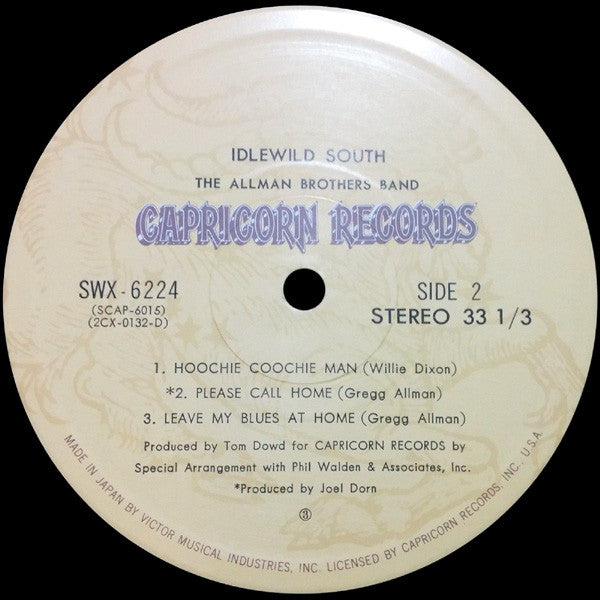 IDLEWILD SOUTH
THE ALLMAN BROTHERS BAND
CAPRICORN RECORDS
SWX-6224
(SCAP-6015)
(2CX-0132-D)
SIDE 2
STEREO 33 1/3
1. HOOCHIE COOCHIE MAN (Willie Dixon)
*2. PLEASE CALL HOME (Gregg Allman)
3. LEAVE MY BLUES AT HOME (Gregg Allman)
Produced by Tom Dowd for CAPRICORN RECORDS by
Special Arrangement with Phil Walden & Associates, Inc.
*Produced by Joel Dorn
③
MADE IN JAPAN BY VICTOR MUSICAL INDUSTRIES, INC. LICENSED BY CAPRICORN RECORDS, INC. U.S.A.